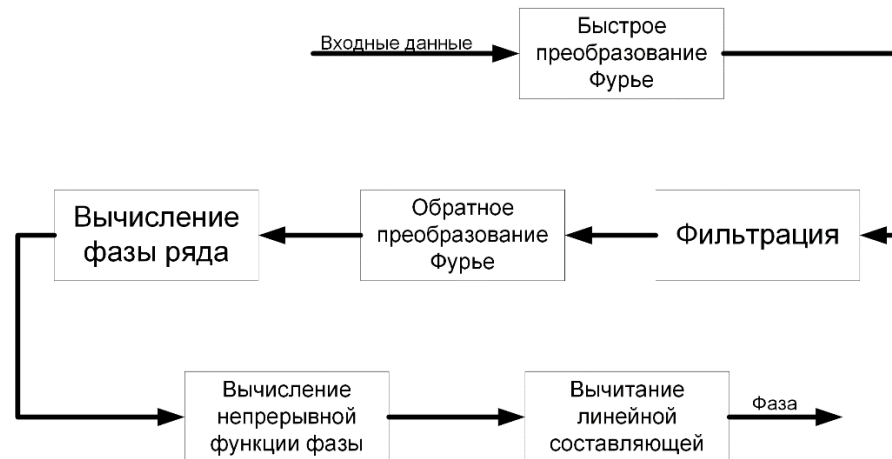 Входные данные
Быстрое
преобразование
Фурье
Фильтрация
Обратное
преобразование
Фурье
Вычисление
фазы ряда
Вычисление
непрерывной
функции фазы
Вычитание
линейной
составляющей
Фаза